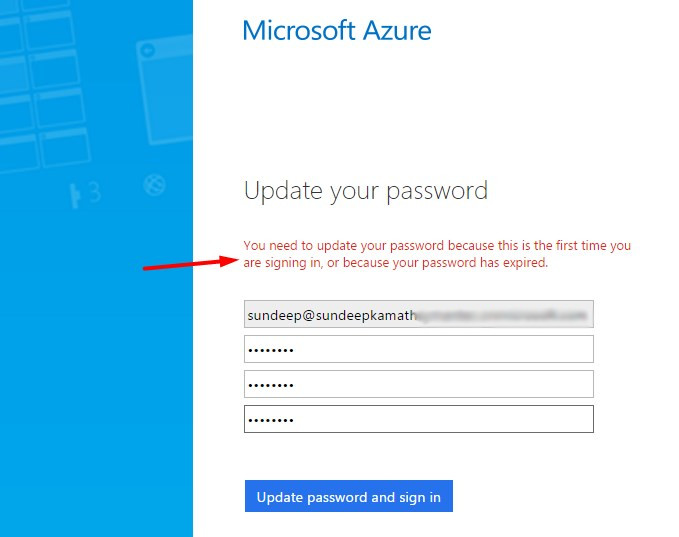 Microsoft Azure
3
Update your password
You need to update your password because this is the first time you
are signing in, or because your password has expired.
sundeep@sundeepkamath
••••••••
••••••••
••••••••
Update password and sign in